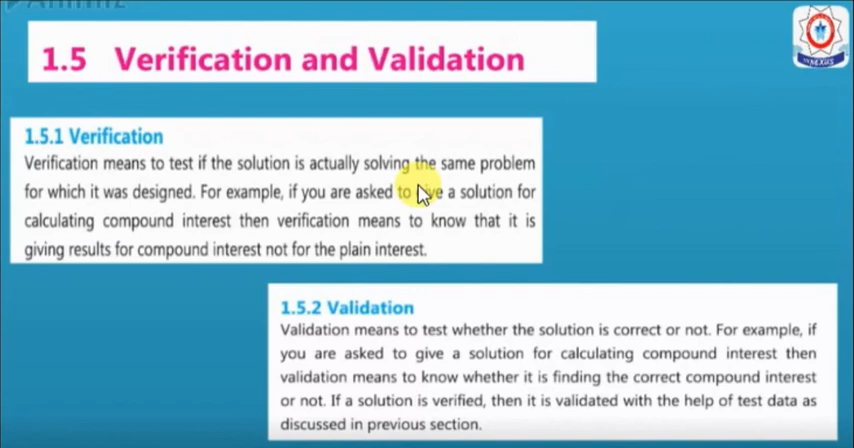 1.5 Verification and Validation
1.5.1 Verification
Verification means to test if the solution is actually solving the same problem
for which it was designed. For example, if you are asked to give a solution for
calculating compound interest then verification means to know that it is
giving results for compound interest not for the plain interest.
1.5.2 Validation
Validation means to test whether the solution is correct or not. For example, if
you are asked to give a solution for calculating compound interest then
validation means to know whether it is finding the correct compound interest
or not. If a solution is verified, then it is validated with the help of test data as
discussed in previous section.